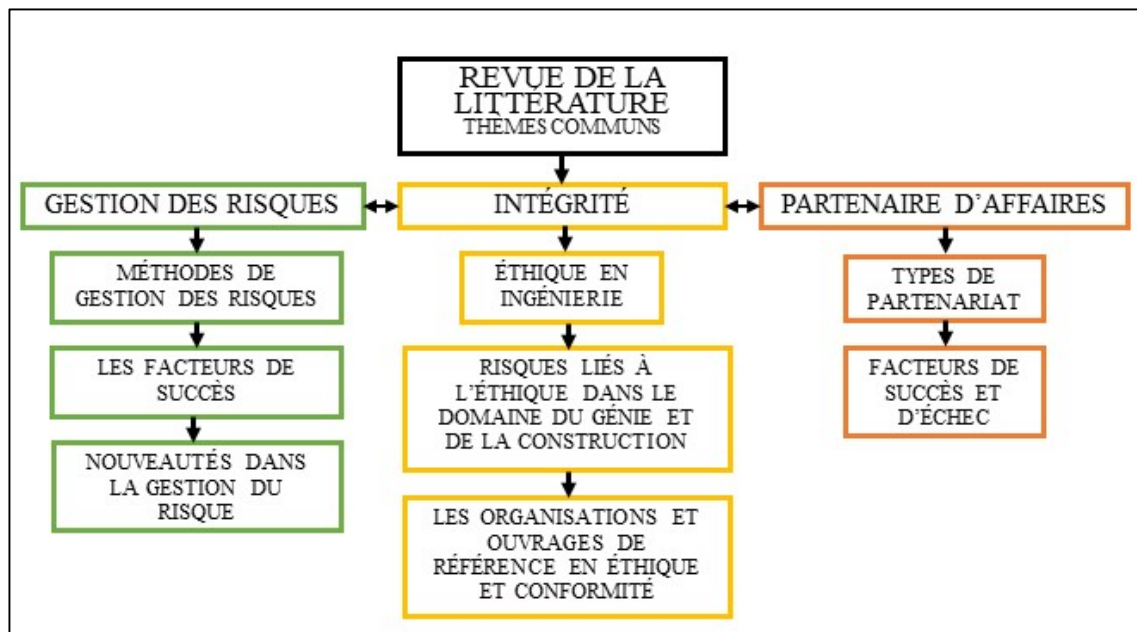 REVUE DE LA
LITTÉRATURE
THÈMES COMMUNS
GESTION DES RISQUES
INTÉGRITÉ
PARTENAIRE D'AFFAIRES
MÉTHODES DE
GESTION DES RISQUES
LES FACTEURS DE
SUCCÈS
NOUVEAUTÉS DANS
LA GESTION DU
RISQUE
ÉTHIQUE EN
INGÉNIERIE
RISQUES LIÉS À
L'ÉTHIQUE DANS LE
DOMAINE DU GÉNIE ET
DE LA CONSTRUCTION
LES ORGANISATIONS ET
OUVRAGES DE
RÉFÉRENCE EN ÉTHIQUE
ET CONFORMITÉ
TYPES DE
PARTENARIAT
FACTEURS DE
SUCCÈS ET
D'ÉCHEC